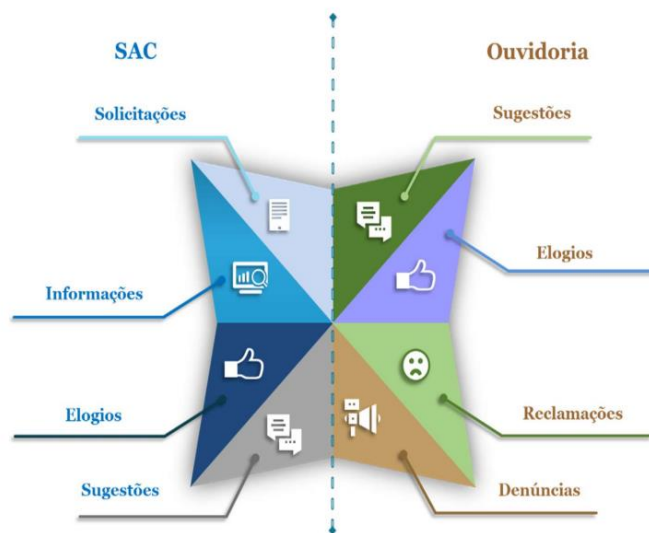 SAC
Ouvidoria
Solicitações
Sugestões
Informações
Elogios
Elogios
Reclamações
Sugestões
Denúncias